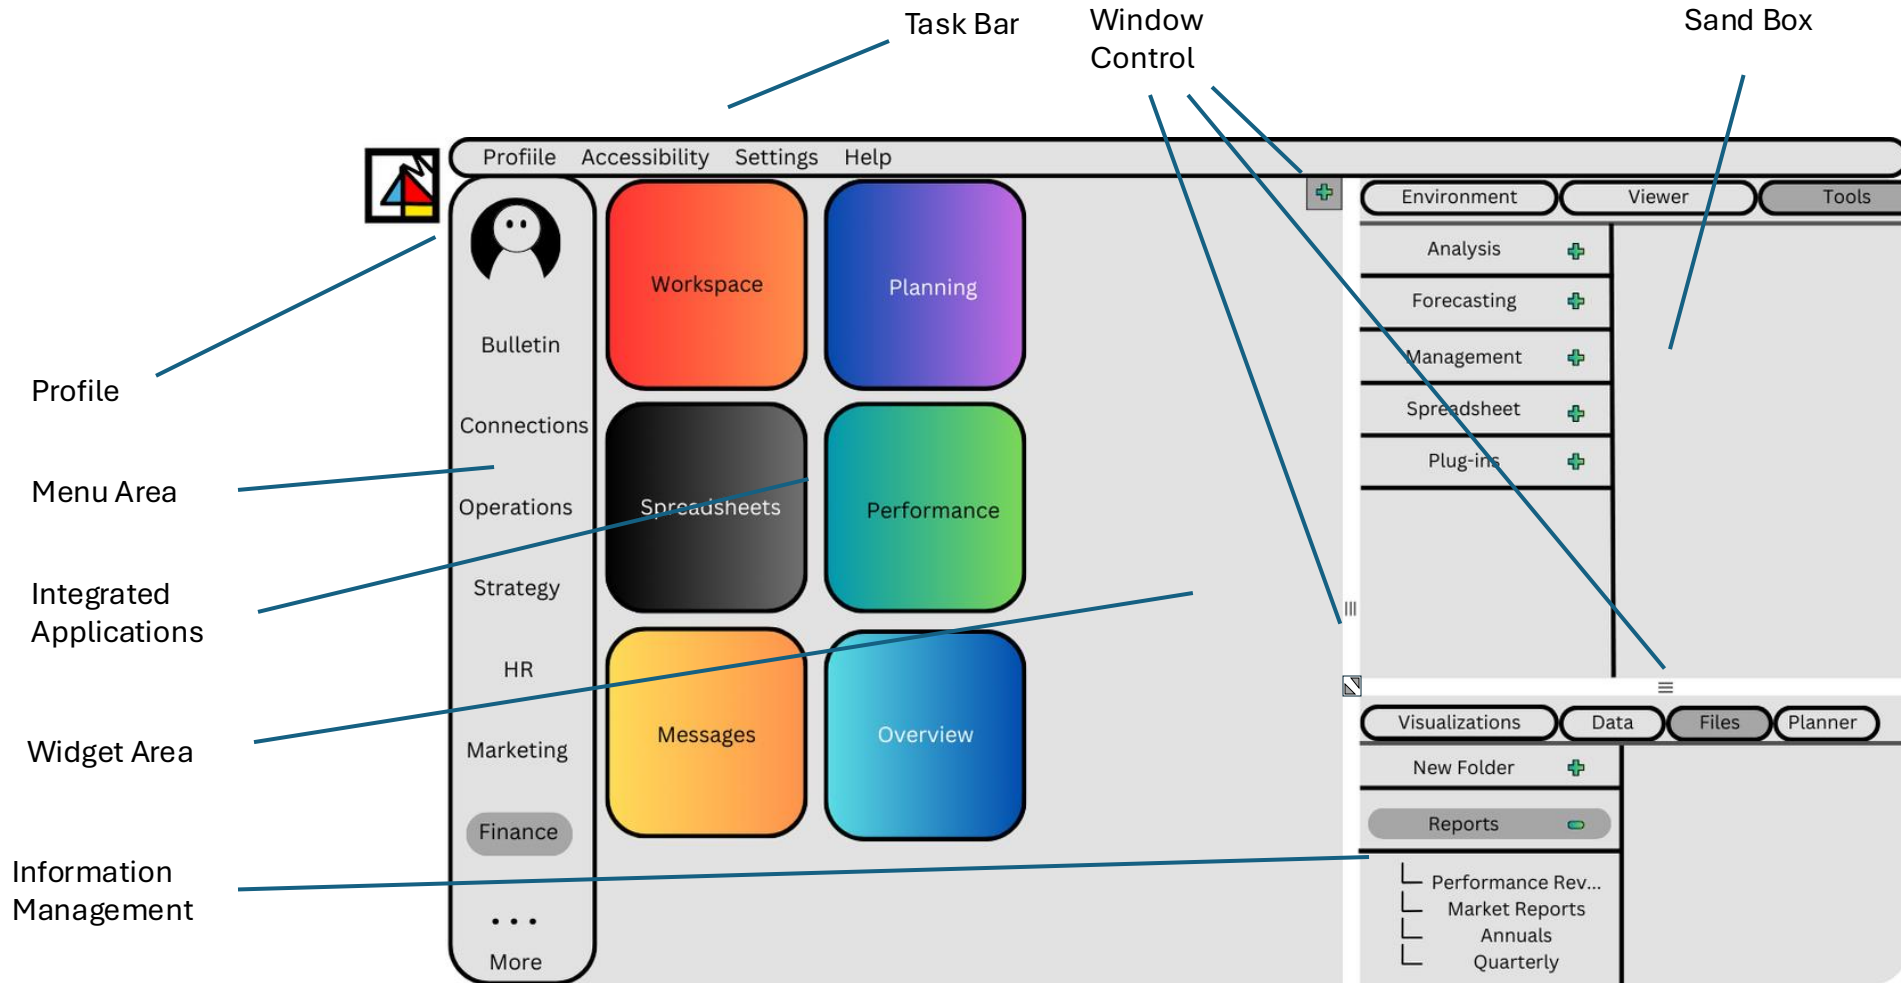 Task Bar
Window
Control
Sand Box
Profiile Accessibility Settings Help
Environment Viewer Tools
Workspace
Planning
Analysis
Forecasting
Management
Spreadsheet
Plug-ins
Bulletin
Connections
Operations
Strategy
HR
Marketing
Finance
...
More
Spreadsheets
Performance
Messages
Overview
Profile
Menu Area
Integrated
Applications
Widget Area
Information
Management
Visualizations Data Files Planner
New Folder
Reports
Performance Rev...
Market Reports
Annuals
Quarterly